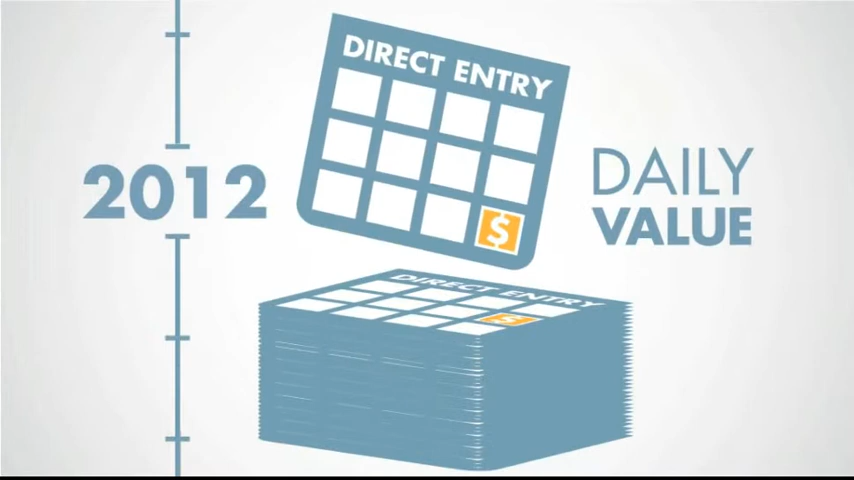 DIRECT ENTRY
2012
DAILY
VALUE
$
DIRECT ENTRY
$